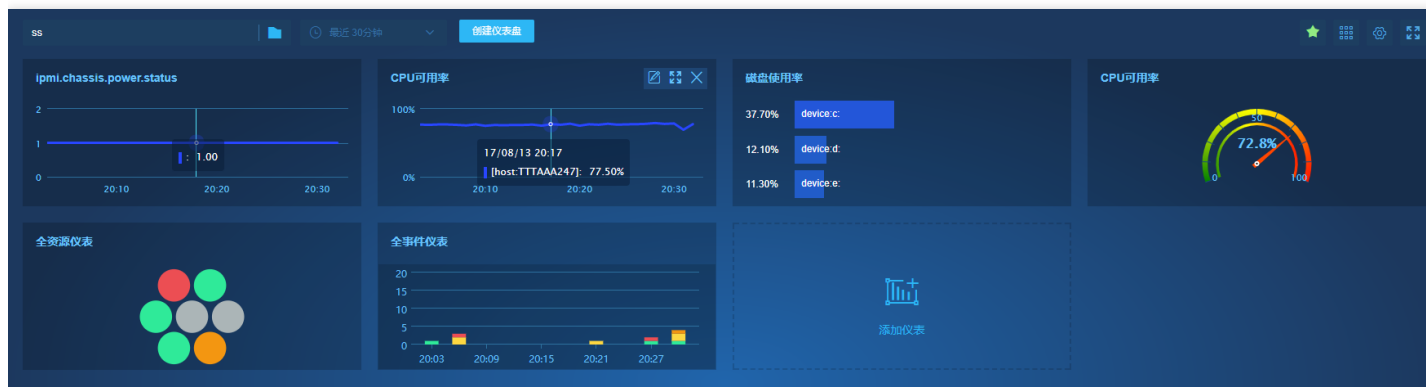 ss
最近 30分钟
创建仪表盘
ipmi.chassis.power.status
2
1
0
: 1.00
20:10
20:20
20:30
CPU可用率
100%
0%
17/08/13 20:17
[host:TTTAAA247]: 77.50%
20:10
20:20
20:30
磁盘使用率
37.70% device:c:
12.10% device:d:
11.30% device:e:
CPU可用率
50
72.8%
0
100
全资源仪表
全事件仪表
20
15
10
5
0
20:03
20:09
20:15
20:21
20:27
添加仪表